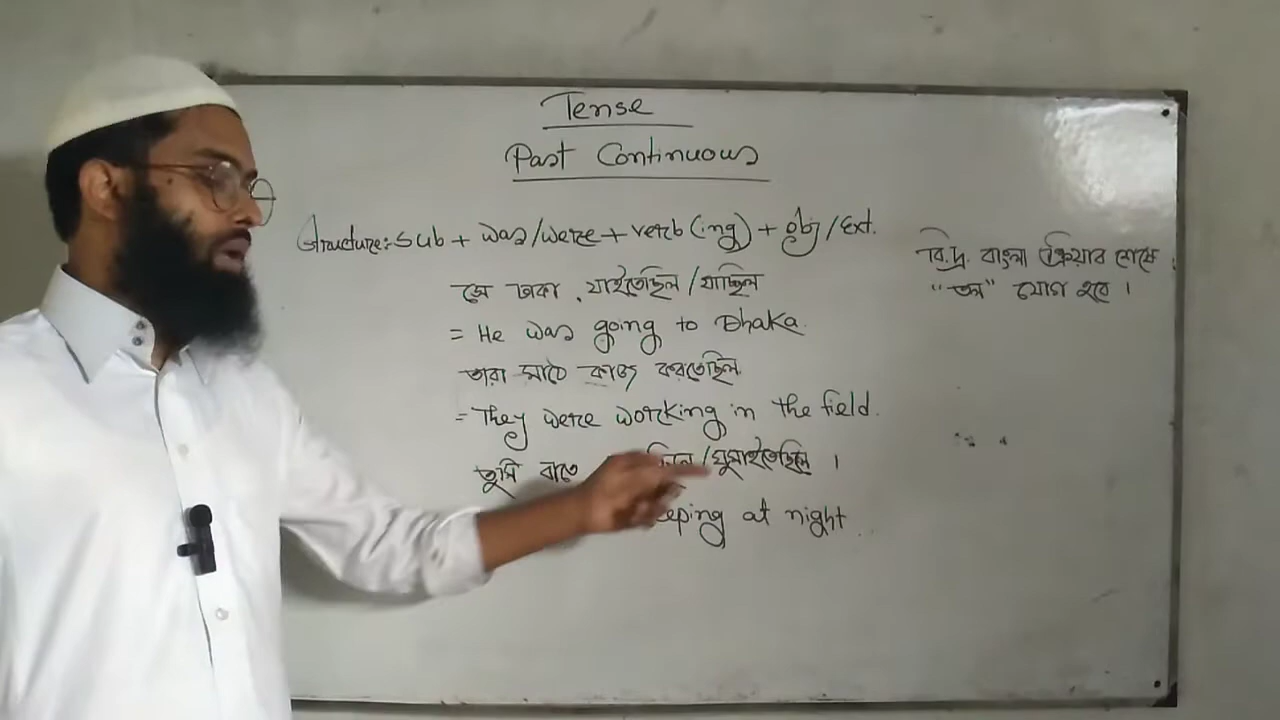 Tense
Past Continuous
Structure: Sub + was/were + verb (ing) + obj/Ext.
সে ঢাকা যাইতেছিল/যাচ্ছিল
= He was going to Dhaka.
তারা মাঠে কাজ করতেছিল
= They were working in the field.
তুমি রাতে /ঘুমাইতেছিলে ।
at night
বি.দ্র. বাংলা ক্রিয়ার শেষে
যোগ হবে ।